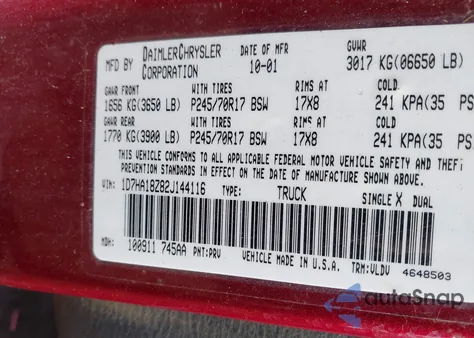 MFD BY DAIMLERCHRYSLER CORPORATION DATE OF MFR 10-01 GVWR 3017 KG(06650 LB)
GAWR FRONT WITH TIRES RIMS AT COLD
1656 KG(3650 LB) P245/70R17 BSW 17X8 241 KPA(35 PS
GAWR REAR WITH TIRES RIMS AT COLD
1770 KG(3900 LB) P245/70R17 BSW 17X8 241 KPA(35 PS
THIS VEHICLE CONFORMS TO ALL APPLICABLE FEDERAL MOTOR VEHICLE SAFETY AND THEF
PREVENTION STANDARDS IN EFFECT ON THE DATE OF MANUFACTURE SHOWN ABOVE.
VIN: 1D7HA18Z82J144116 TYPE: TRUCK SINGLE X DUAL
MDH: 100911 745AA PNT:PRV VEHICLE MADE IN U.S.A. TRM:VLDV 4648503
autoSnap